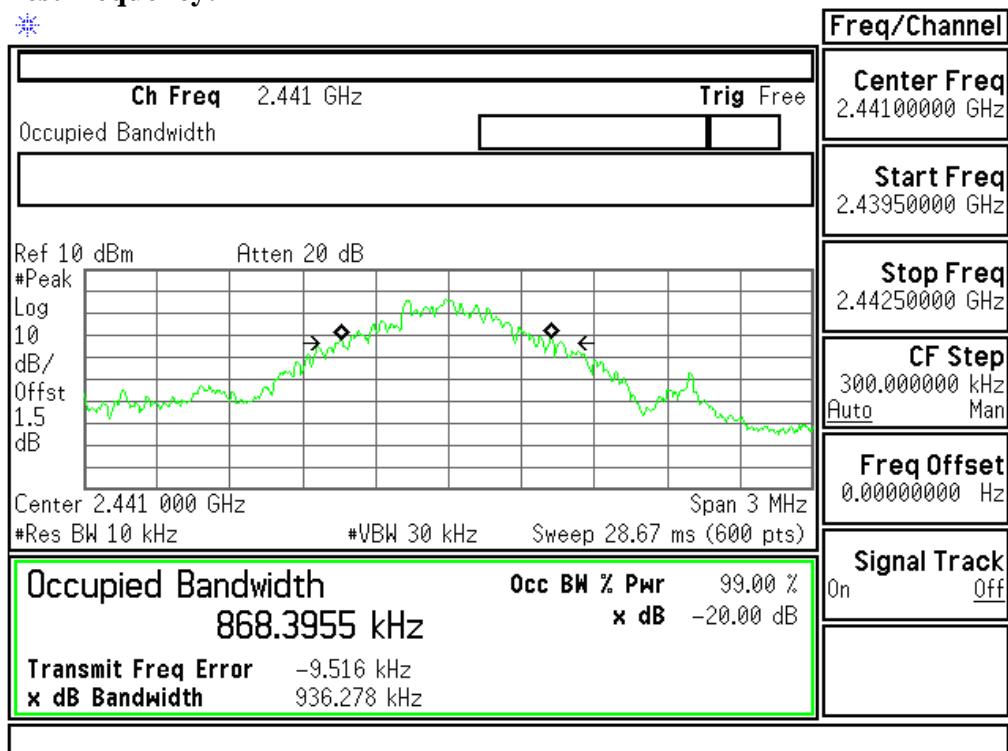 Freq/Channel
Ch Freq 2.441 GHz Trig Free
Occupied Bandwidth
Center Freq
2.44100000 GHz
Start Freq
2.43950000 GHz
Stop Freq
2.44250000 GHz
CF Step
300.000000 kHz
Auto Man
Freq Offset
0.00000000 Hz
Signal Track
On Off
Ref 10 dBm Atten 20 dB
#Peak
Log
10
dB/
Offst
1.5
dB
Center 2.441 000 GHz Span 3 MHz
#Res BW 10 kHz #VBW 30 kHz Sweep 28.67 ms (600 pts)
Occupied Bandwidth
868.3955 kHz
Occ BW % Pwr 99.00 %
x dB -20.00 dB
Transmit Freq Error -9.516 kHz
x dB Bandwidth 936.278 kHz